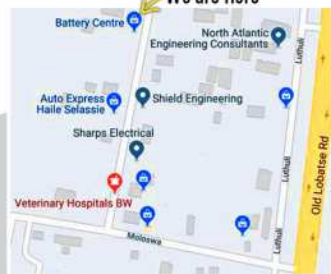 We are Here
Battery Centre
North Atlantic
Engineering Consultants
Luthuli
Auto Express
Haile Selassie
Shield Engineering
Sharps Electrical
Luthuli
Old Lobatse Rd
Veterinary Hospitals BW
Moloswa